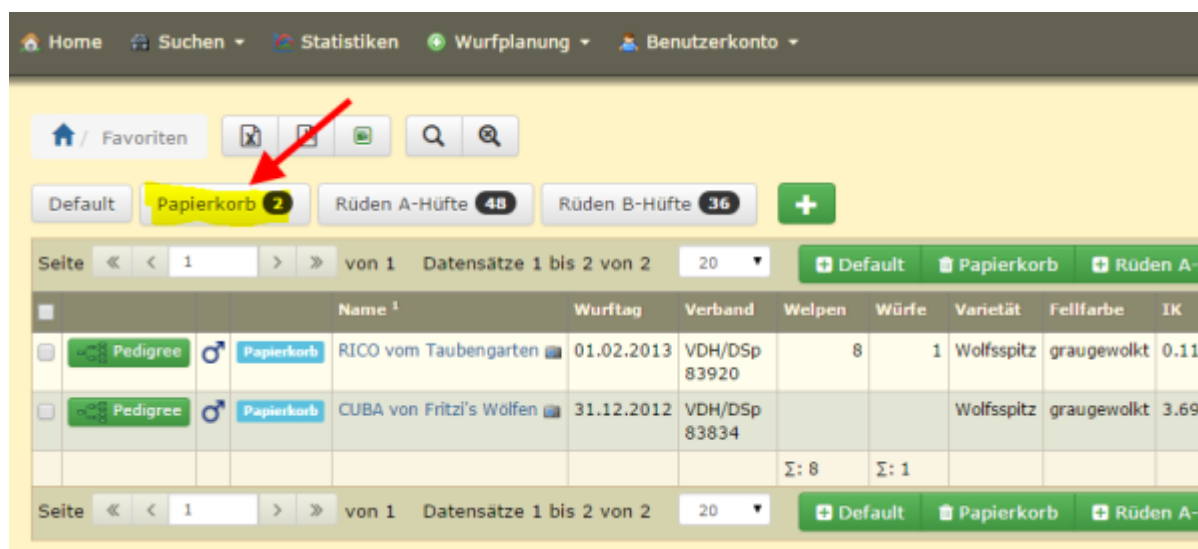 Home Suchen Statistiken Wurfplanung Benutzerkonto
/ Favoriten
Default Papierkorb 2 Rüden A-Hüfte 48 Rüden B-Hüfte 36
Seite 1 von 1 Datensätze 1 bis 2 von 2 20 Default Papierkorb Rüden A-
Name 1 Wurftag Verband Welpen Würfe Varietät Fellfarbe IK
Pedigree Papierkorb RICO vom Taubengarten 01.02.2013 VDH/DSp 8 1 Wolfsspitz graugewolkt 0.11
83920
Pedigree Papierkorb CUBA von Fritzi's Wölfen 31.12.2012 VDH/DSp Wolfsspitz graugewolkt 3.69
83834
Σ: 8 Σ: 1
Seite 1 von 1 Datensätze 1 bis 2 von 2 20 Default Papierkorb Rüden A-